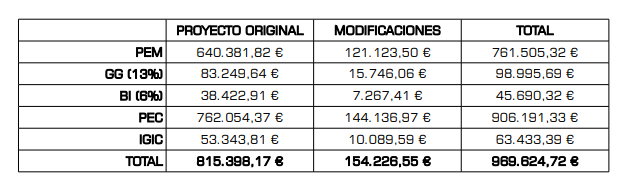 PROYECTO ORIGINAL MODIFICACIONES TOTAL
PEM 640.381,82 € 121.123,50 € 761.505,32 €
GG (13%) 83.249,64 € 15.746,06 € 98.995,69 €
BI (6%) 38.422,91 € 7.267,41 € 45.690,32 €
PEC 762.054,37 € 144.136,97 € 906.191,33 €
IGIC 53.343,81 € 10.089,59 € 63.433,39 €
TOTAL 815.398,17 € 154.226,55 € 969.624,72 €